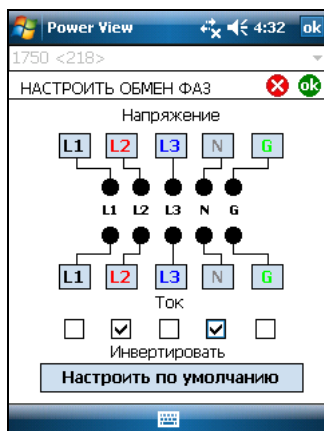 Power View 4:32 ok
1750 <218>
НАСТРОИТЬ ОБМЕН ФАЗ ok
Напряжение
L1 L2 L3 N G
L1 L2 L3 N G
L1 L2 L3 N G
Ток
Инвертировать
Настроить по умолчанию